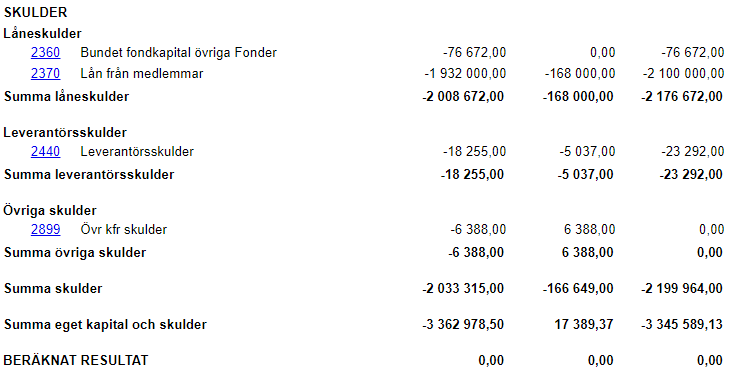 SKULDER
Låneskulder
2360 Bundet fondkapital övriga Fonder -76 672,00 0,00 -76 672,00
2370 Lån från medlemmar -1 932 000,00 -168 000,00 -2 100 000,00
Summa låneskulder -2 008 672,00 -168 000,00 -2 176 672,00
Leverantörsskulder
2440 Leverantörsskulder -18 255,00 -5 037,00 -23 292,00
Summa leverantörsskulder -18 255,00 -5 037,00 -23 292,00
Övriga skulder
2899 Övr kfr skulder -6 388,00 6 388,00 0,00
Summa övriga skulder -6 388,00 6 388,00 0,00
Summa skulder -2 033 315,00 -166 649,00 -2 199 964,00
Summa eget kapital och skulder -3 362 978,50 17 389,37 -3 345 589,13
BERÄKNAT RESULTAT 0,00 0,00 0,00